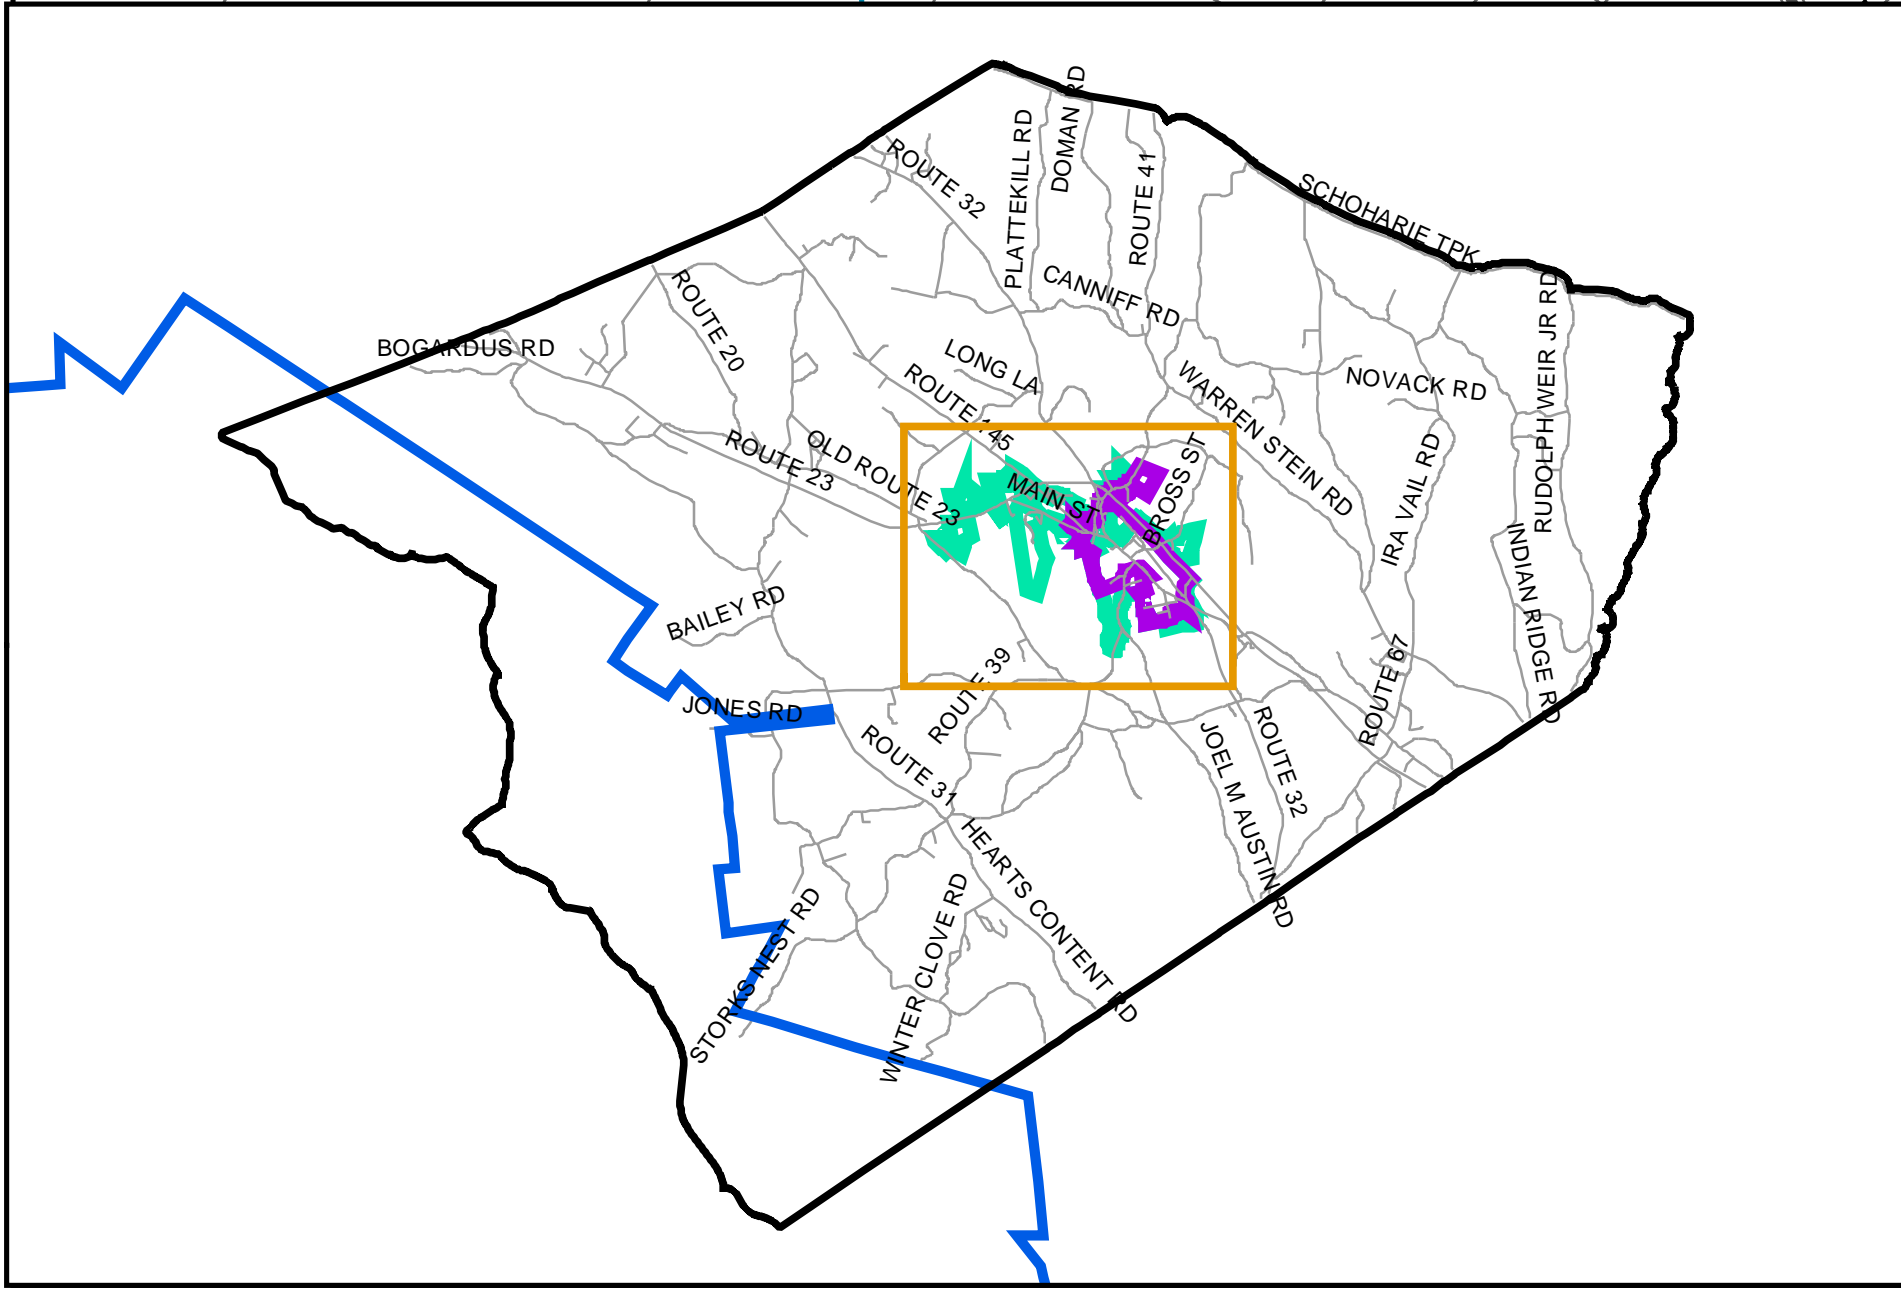 DOMAN RD
PLATTEKILL RD
ROUTE 32
ROUTE 41
SCHOHARIE TPK
CANNIFF RD
ROUTE 20
RUDOLPH WEIR JR RD
BOGARDUS RD
LONG LA
ROUTE 145
WARREN STEIN RD
NOVACK RD
OLD ROUTE 23
ROUTE 23
MAIN ST
BROSS ST
IRA VAIL RD
INDIAN RIDGE RD
BAILEY RD
ROUTE 39
ROUTE 67
JONES RD
ROUTE 31
JOEL M AUSTIN RD
ROUTE 32
HEARTS CONTENT RD
STORKS NEST RD
WINTER CLOVE RD